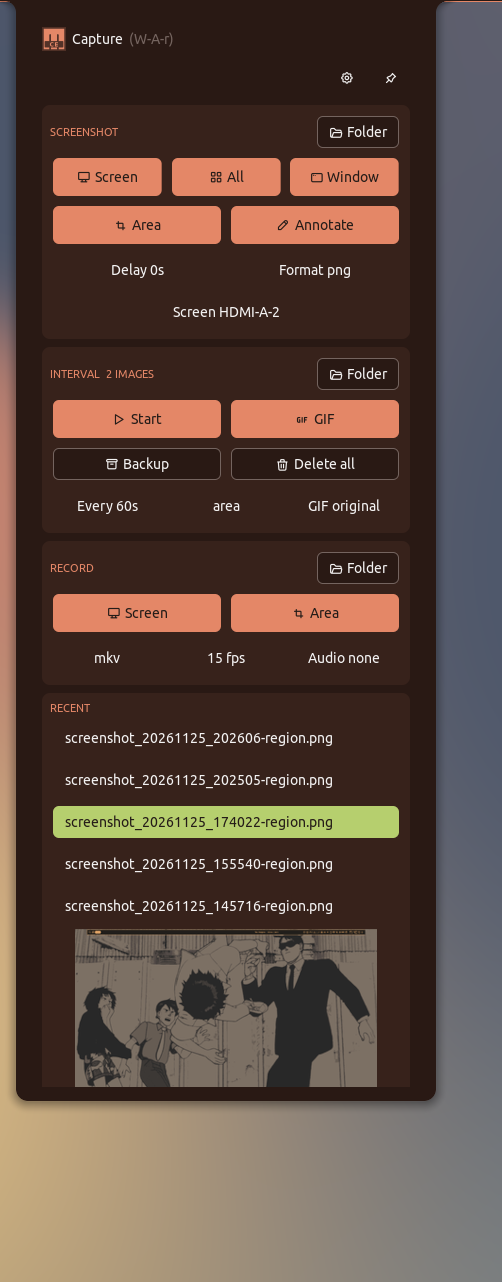 Capture (W-A-r)
SCREENSHOT
Folder
Screen
All
Window
Area
Annotate
Delay 0s
Format png
Screen HDMI-A-2
INTERVAL 2 IMAGES
Folder
Start
GIF GIF
Backup
Delete all
Every 60s
area
GIF original
RECORD
Folder
Screen
Area
mkv
15 fps
Audio none
RECENT
screenshot_20261125_202606-region.png
screenshot_20261125_202505-region.png
screenshot_20261125_174022-region.png
screenshot_20261125_155540-region.png
screenshot_20261125_145716-region.png